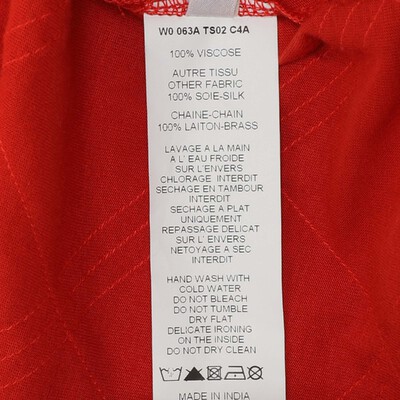 W0 063A TS02 C4A
100% VISCOSE
AUTRE TISSU
OTHER FABRIC
100% SOIE-SILK
CHAINE-CHAIN
100% LAITON-BRASS
LAVAGE A LA MAIN
A L' EAU FROIDE
SUR L'ENVERS
CHLORAGE INTERDIT
SECHAGE EN TAMBOUR
INTERDIT
SECHAGE A PLAT
UNIQUEMENT
REPASSAGE DELICAT
SUR L' ENVERS
NETOYAGE A SEC
INTERDIT
HAND WASH WITH
COLD WATER
DO NOT BLEACH
DO NOT TUMBLE
DRY FLAT
DELICATE IRONING
ON THE INSIDE
DO NOT DRY CLEAN
MADE IN INDIA